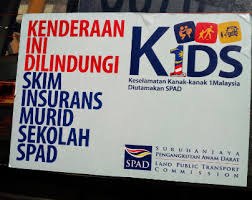 KENDERAAN
INI
DILINDUNGI
SKIM
INSURANS
MURID
SEKOLAH
SPAD
K1DS
Keselamatan Kanak-kanak 1Malaysia
Diutamakan SPAD
SPAD
SURUHANJAYA
PENGANGKUTAN AWAM DARAT
LAND PUBLIC TRANSPORT
COMMISSION